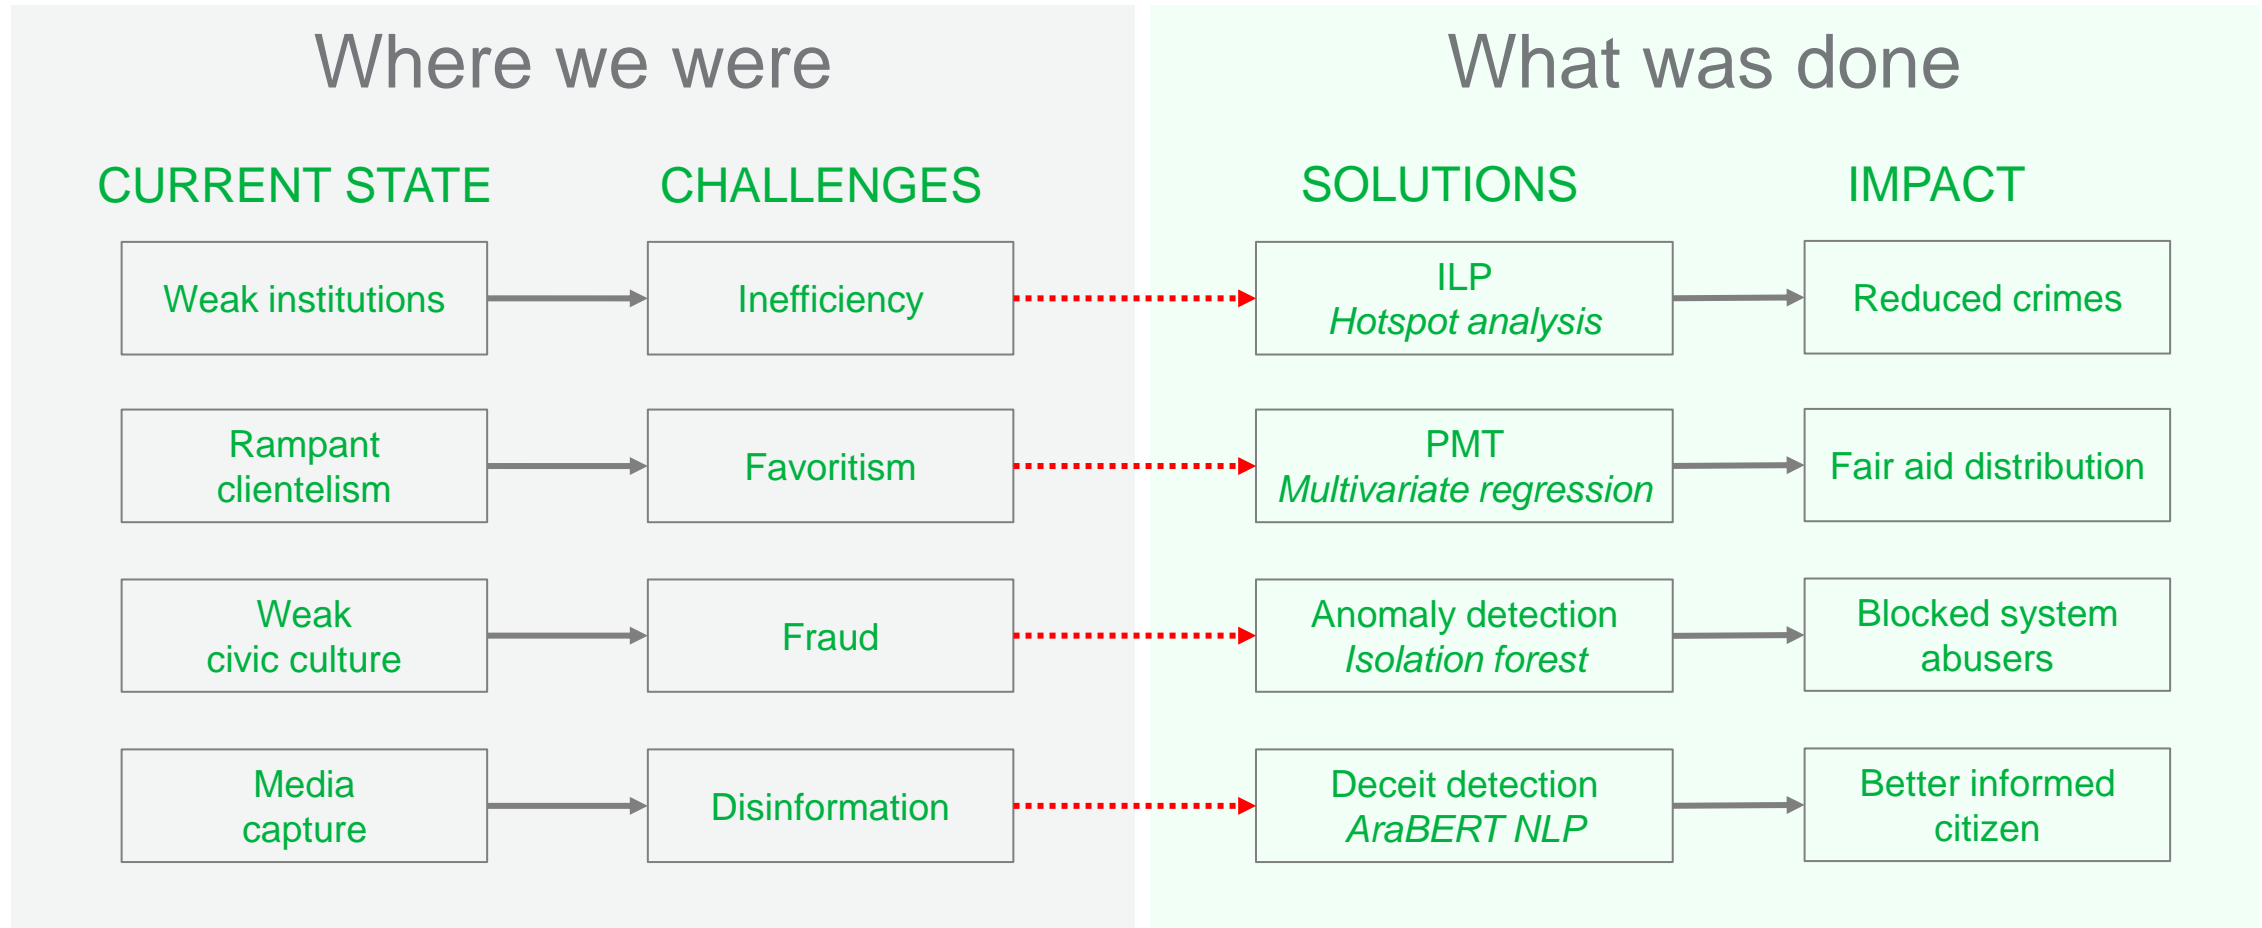 Where we were
What was done
CURRENT STATE
CHALLENGES
SOLUTIONS
IMPACT
Weak institutions
Inefficiency
ILP
Hotspot analysis
Reduced crimes
Rampant
clientelism
Favoritism
PMT
Multivariate regression
Fair aid distribution
Weak
civic culture
Fraud
Anomaly detection
Isolation forest
Blocked system
abusers
Media
capture
Disinformation
Deceit detection
AraBERT NLP
Better informed
citizen